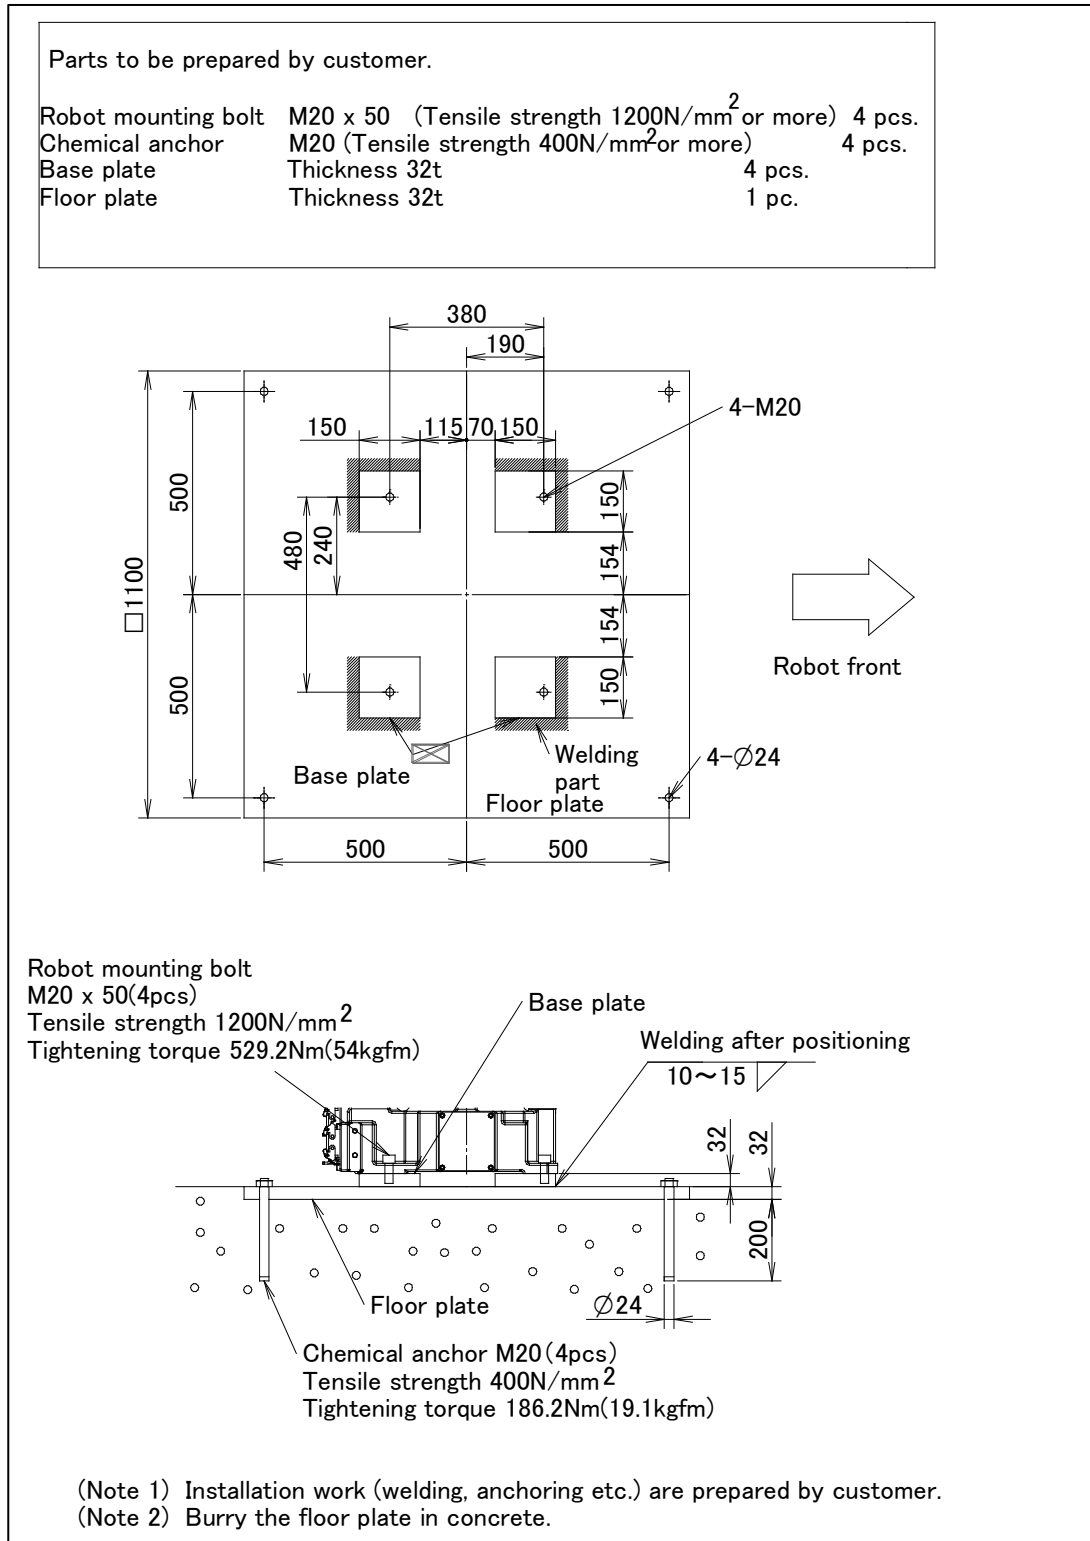 Parts to be prepared by customer.
Robot mounting bolt M20 x 50 (Tensile strength 1200N/mm² or more) 4 pcs.
Chemical anchor M20 (Tensile strength 400N/mm² or more) 4 pcs.
Base plate Thickness 32t 4 pcs.
Floor plate Thickness 32t 1 pc.
380
190
4-M20
150 115 70 150
500
480
240
150
154
□1100
154
150
500
Robot front
Base plate
Welding
part
Floor plate
4-∅24
500 500
Robot mounting bolt
M20 x 50(4pcs)
Tensile strength 1200N/mm²
Tightening torque 529.2Nm(54kgfm)
Base plate
Welding after positioning
10～15
32 32
200
Floor plate
∅24
Chemical anchor M20(4pcs)
Tensile strength 400N/mm²
Tightening torque 186.2Nm(19.1kgfm)
(Note 1) Installation work (welding, anchoring etc.) are prepared by customer.
(Note 2) Burry the floor plate in concrete.